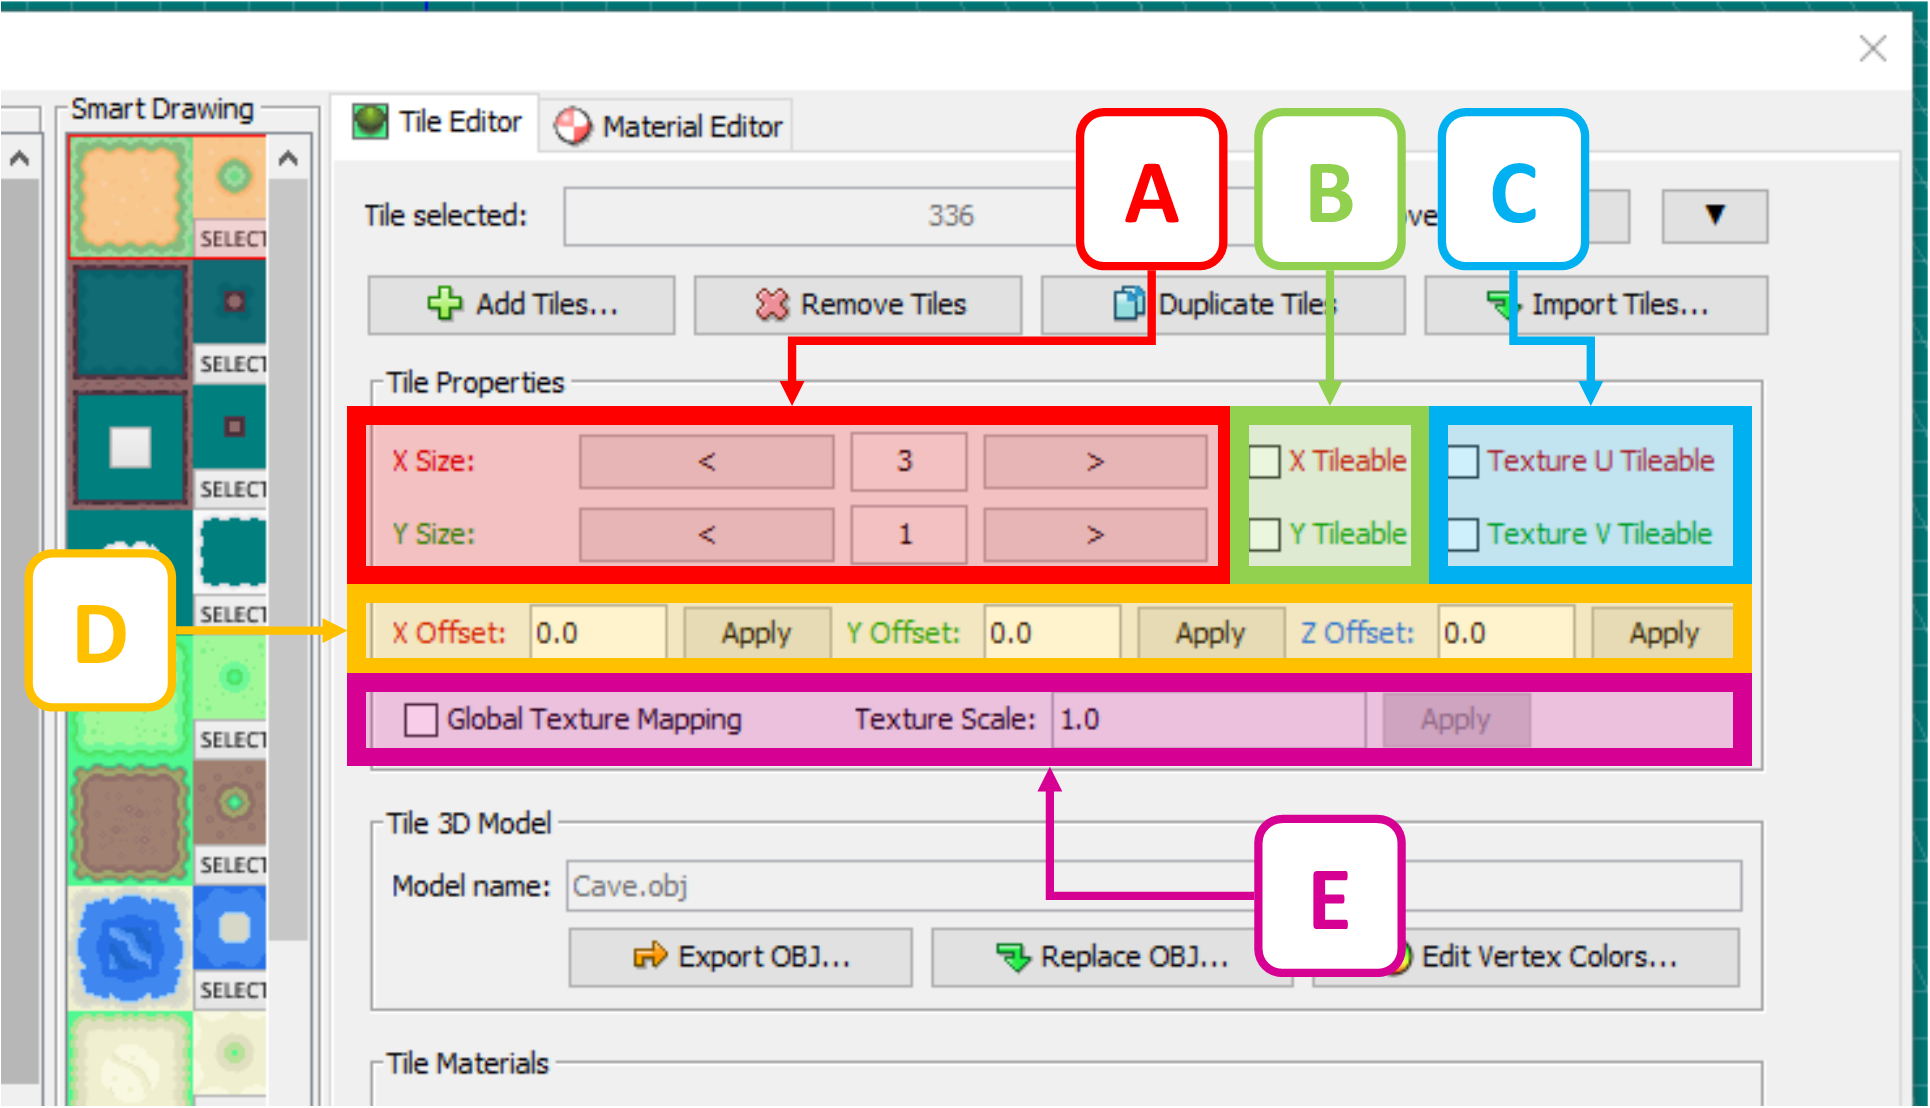 Smart Drawing
SELECT
SELECT
SELECT
SELECT
SELECT
SELECT
SELECT
Tile Editor
Material Editor
A
B
C
Tile selected:
336
ove
▼
Add Tiles...
Remove Tiles
Duplicate Tiles
Import Tiles...
Tile Properties
X Size:
<
3
>
X Tileable
Texture U Tileable
Y Size:
<
1
>
Y Tileable
Texture V Tileable
D
X Offset:
0.0
Apply
Y Offset:
0.0
Apply
Z Offset:
0.0
Apply
Global Texture Mapping
Texture Scale:
1.0
Apply
Tile 3D Model
Model name:
Cave.obj
E
Export OBJ...
Replace OBJ...
Edit Vertex Colors...
Tile Materials